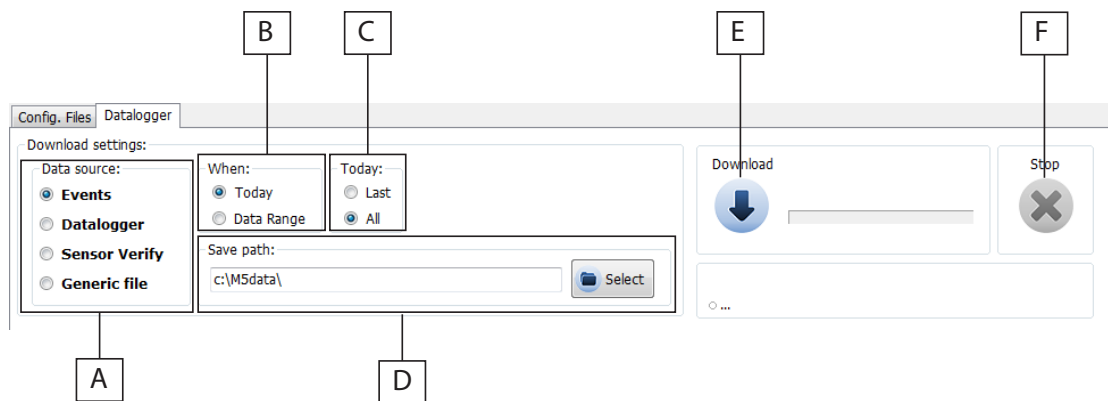 B C E F
Config. Files Datalogger
Download settings:
Data source:
Events
Datalogger
Sensor Verify
Generic file
When:
Today
Data Range
Today:
Last
All
Save path:
c:\M5data\ Select
Download
Stop
...
A D